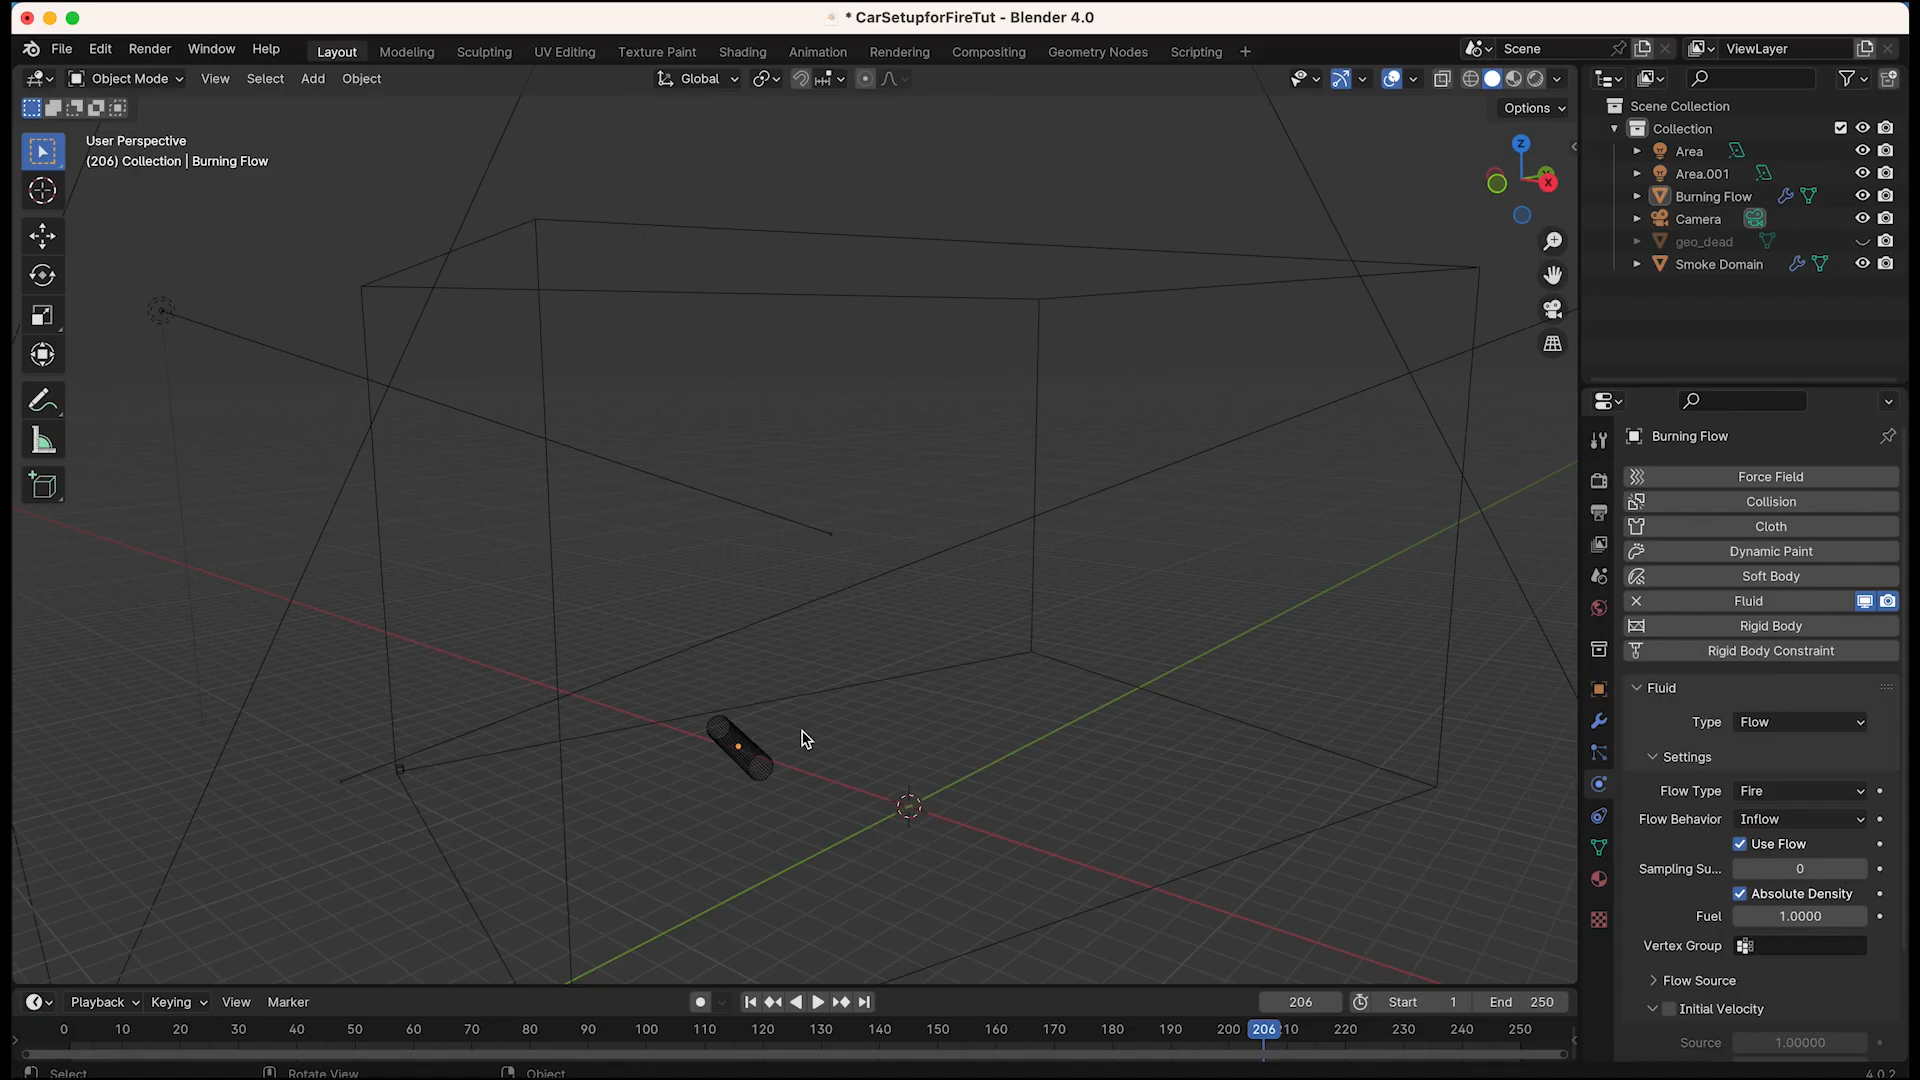 * CarSetupforFireTut - Blender 4.0
File Edit Render Window Help
Layout Modeling Sculpting UV Editing Texture Paint Shading Animation Rendering Compositing Geometry Nodes Scripting +
Scene
ViewLayer
Object Mode View Select Add Object
Global
Options
User Perspective
(206) Collection | Burning Flow
Z
X
Scene Collection
Collection
Area
Area.001
Burning Flow
Camera
geo_dead
Smoke Domain
Burning Flow
Force Field
Collision
Cloth
Dynamic Paint
Soft Body
Fluid
Rigid Body
Rigid Body Constraint
Fluid
Type Flow
Settings
Flow Type Fire
Flow Behavior Inflow
Use Flow
Sampling Su... 0
Absolute Density
Fuel 1.0000
Vertex Group
Flow Source
Initial Velocity
Source 1.00000
Playback Keying View Marker
206 Start 1 End 250
0 10 20 30 40 50 60 70 80 90 100 110 120 130 140 150 160 170 180 190 200 206 210 220 230 240 250
Select Rotate View Object
4.0.2